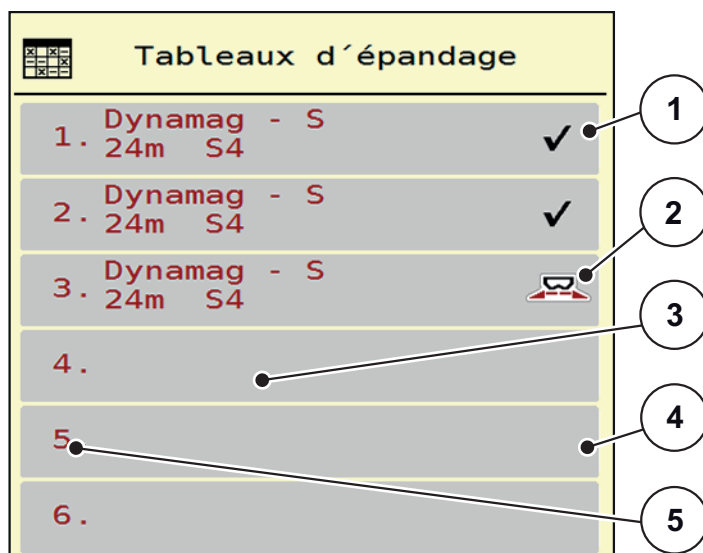 Tableaux d´épandage
1. Dynamag - S
24m S4
2. Dynamag - S
24m S4
3. Dynamag - S
24m S4
4.
5
6.
1
2
3
4
5